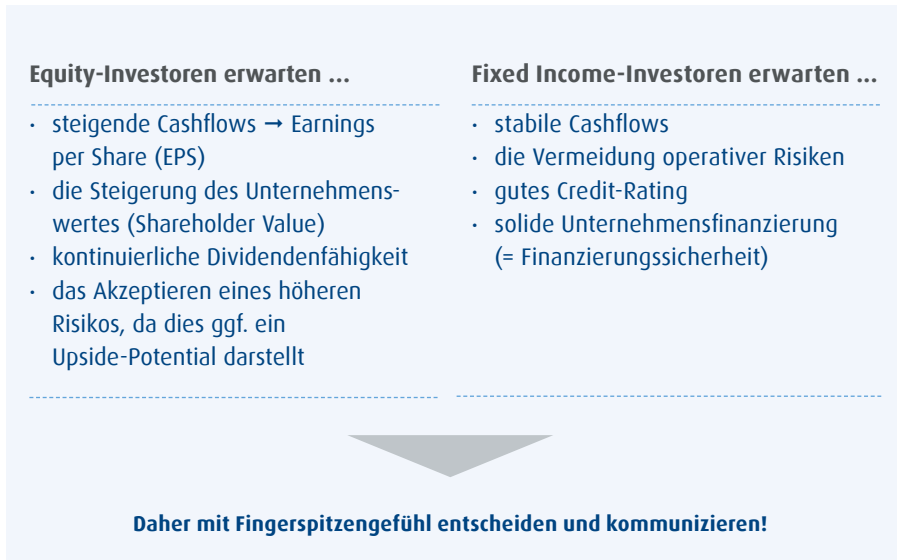 Equity-Investoren erwarten ...
· steigende Cashflows → Earnings
per Share (EPS)
· die Steigerung des Unternehmens-
wertes (Shareholder Value)
· kontinuierliche Dividendenfähigkeit
· das Akzeptieren eines höheren
Risikos, da dies ggf. ein
Upside-Potential darstellt
Fixed Income-Investoren erwarten ...
· stabile Cashflows
· die Vermeidung operativer Risiken
· gutes Credit-Rating
· solide Unternehmensfinanzierung
(= Finanzierungssicherheit)
Daher mit Fingerspitzengefühl entscheiden und kommunizieren!